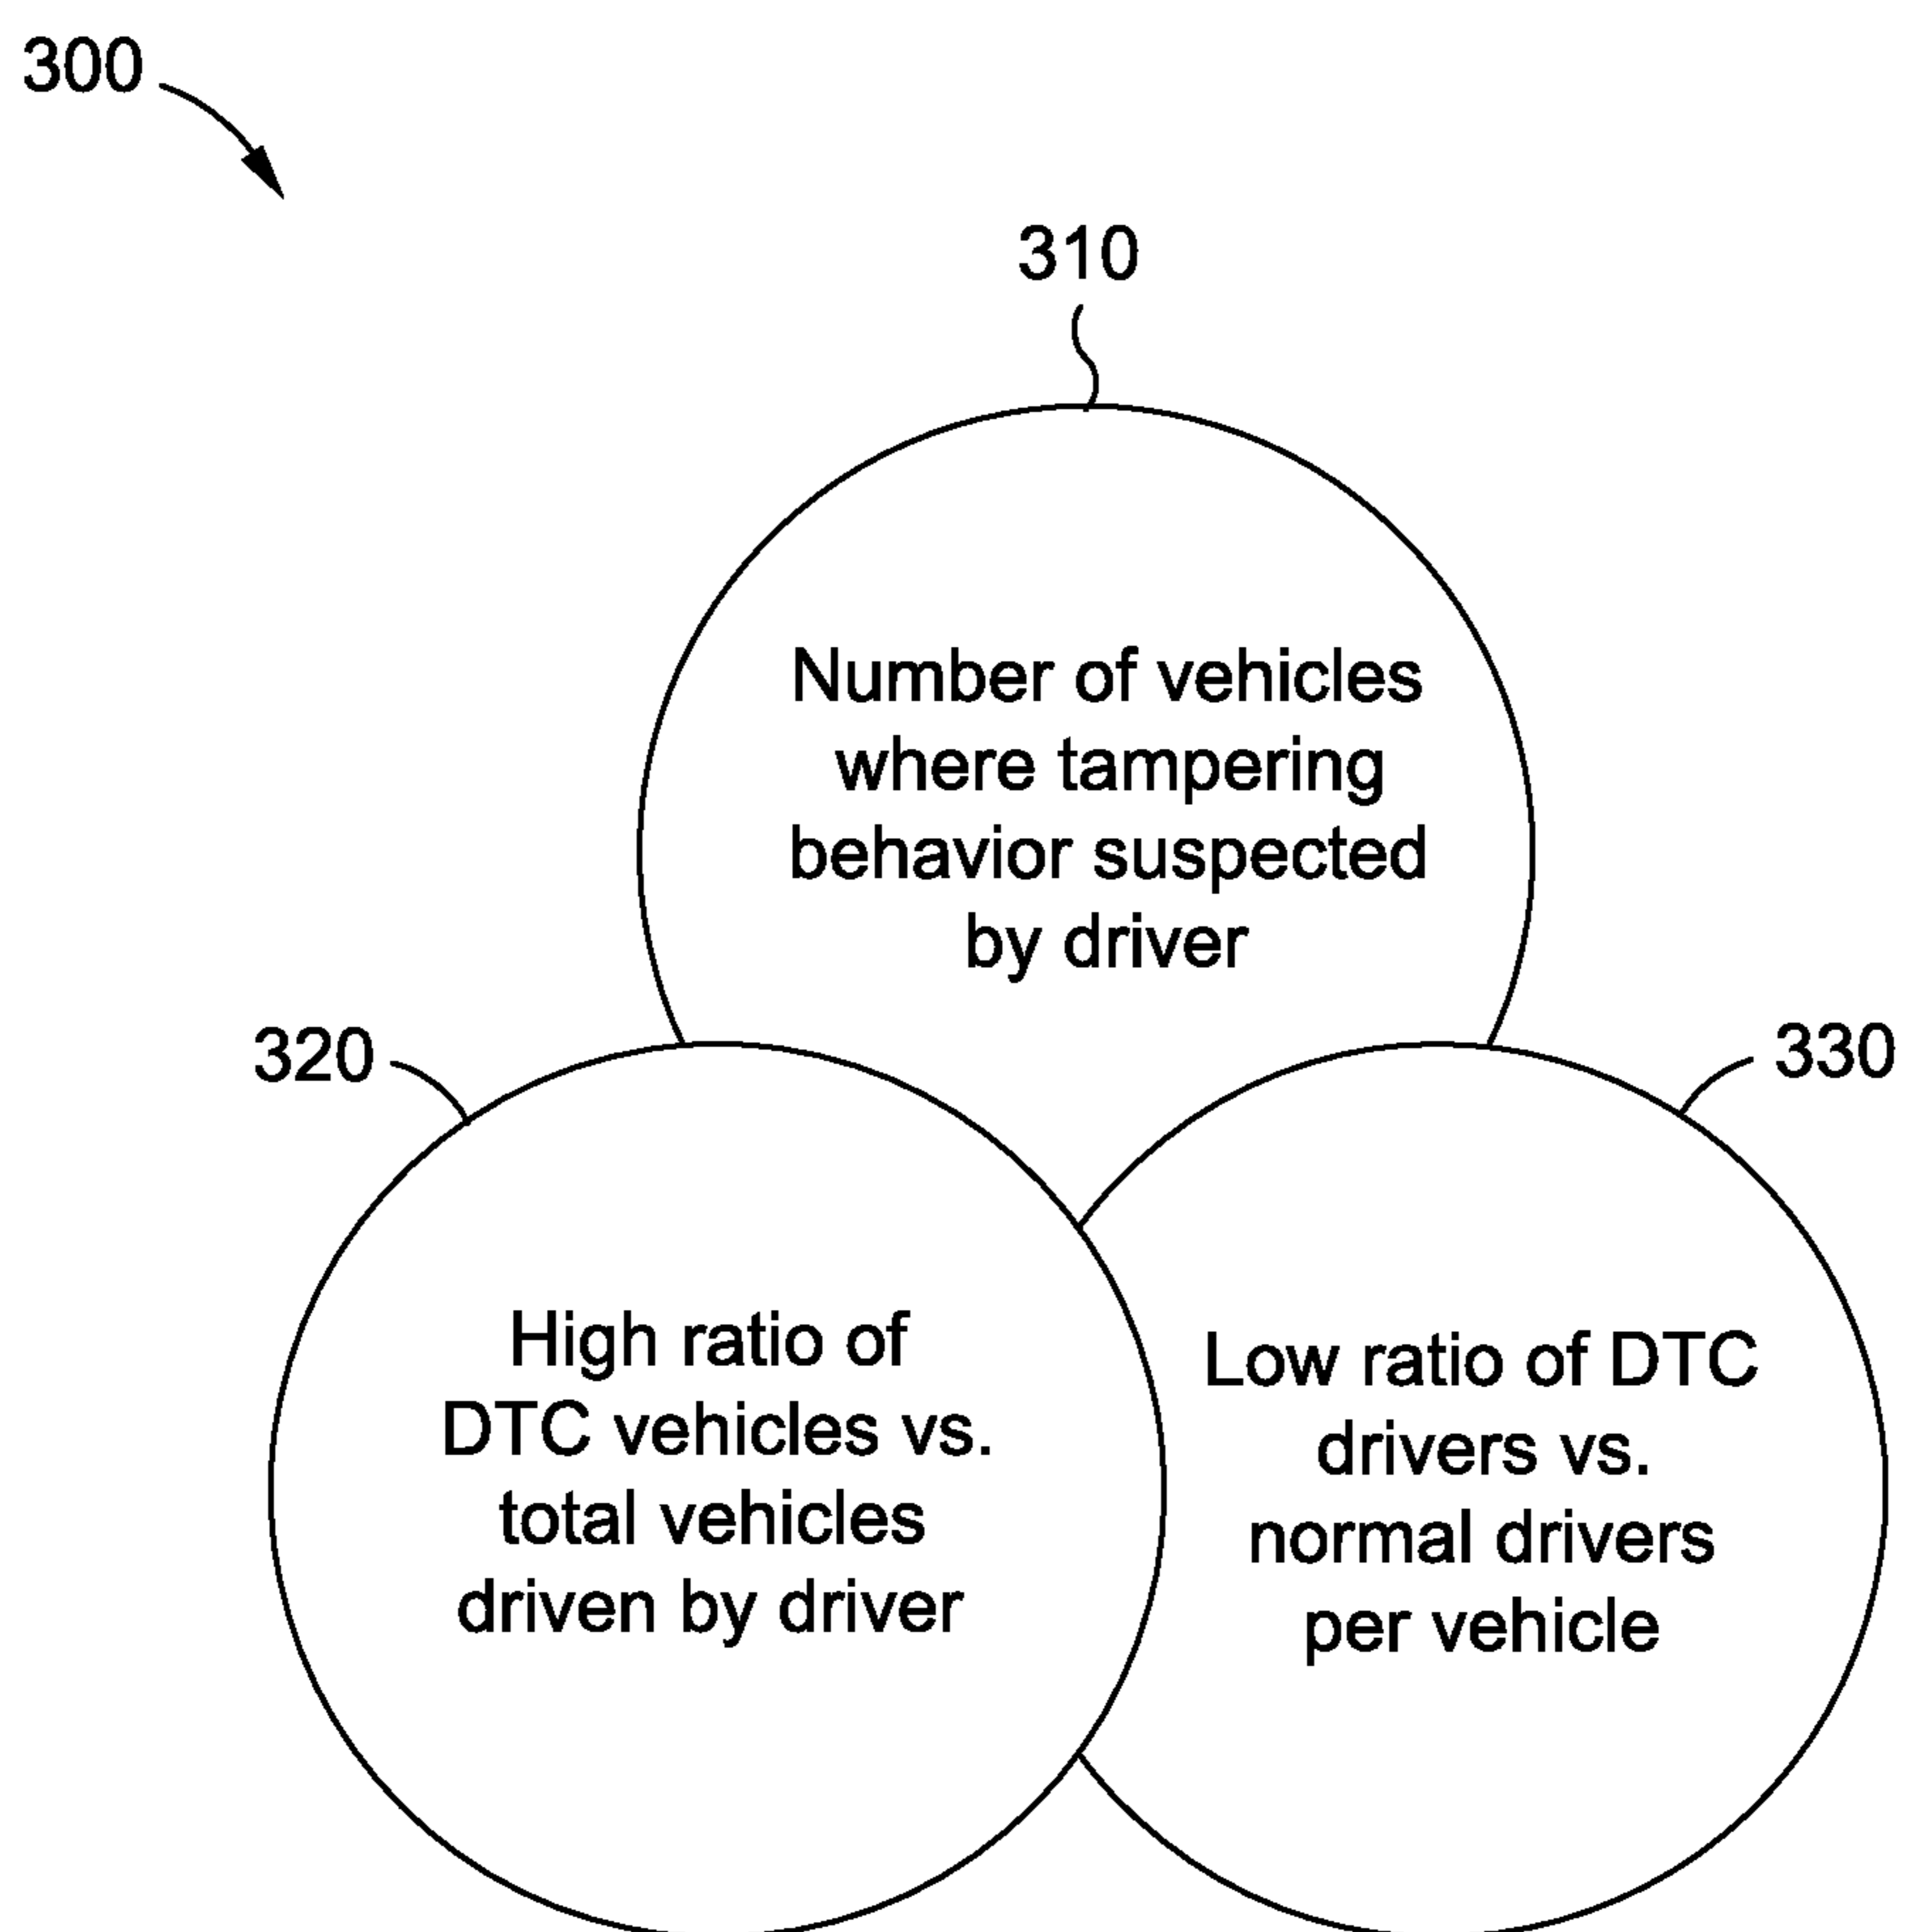 300
310
Number of vehicles
where tampering
behavior suspected
by driver
320
330
High ratio of
DTC vehicles vs.
total vehicles
driven by driver
Low ratio of DTC
drivers vs.
normal drivers
per vehicle